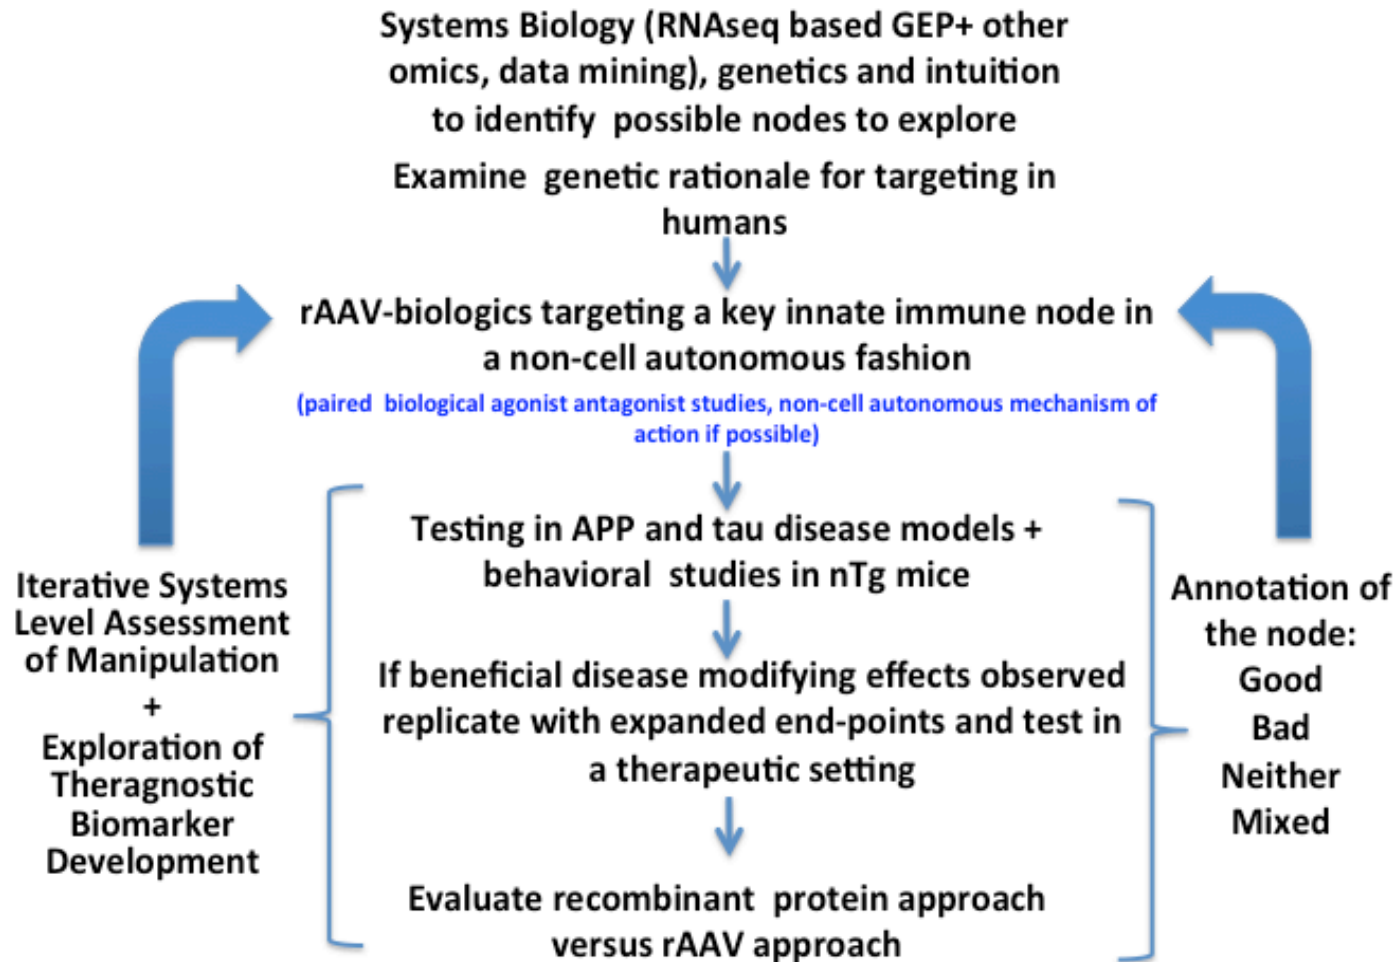 Systems Biology (RNAseq based GEP+ other
omics, data mining), genetics and intuition
to identify possible nodes to explore
Examine genetic rationale for targeting in
humans
rAAV-biologics targeting a key innate immune node in
a non-cell autonomous fashion
(paired biological agonist antagonist studies, non-cell autonomous mechanism of
action if possible)
Testing in APP and tau disease models +
behavioral studies in nTg mice
If beneficial disease modifying effects observed
replicate with expanded end-points and test in
a therapeutic setting
Evaluate recombinant protein approach
versus rAAV approach
Iterative Systems
Level Assessment
of Manipulation
+
Exploration of
Theragnostic
Biomarker
Development
Annotation of
the node:
Good
Bad
Neither
Mixed